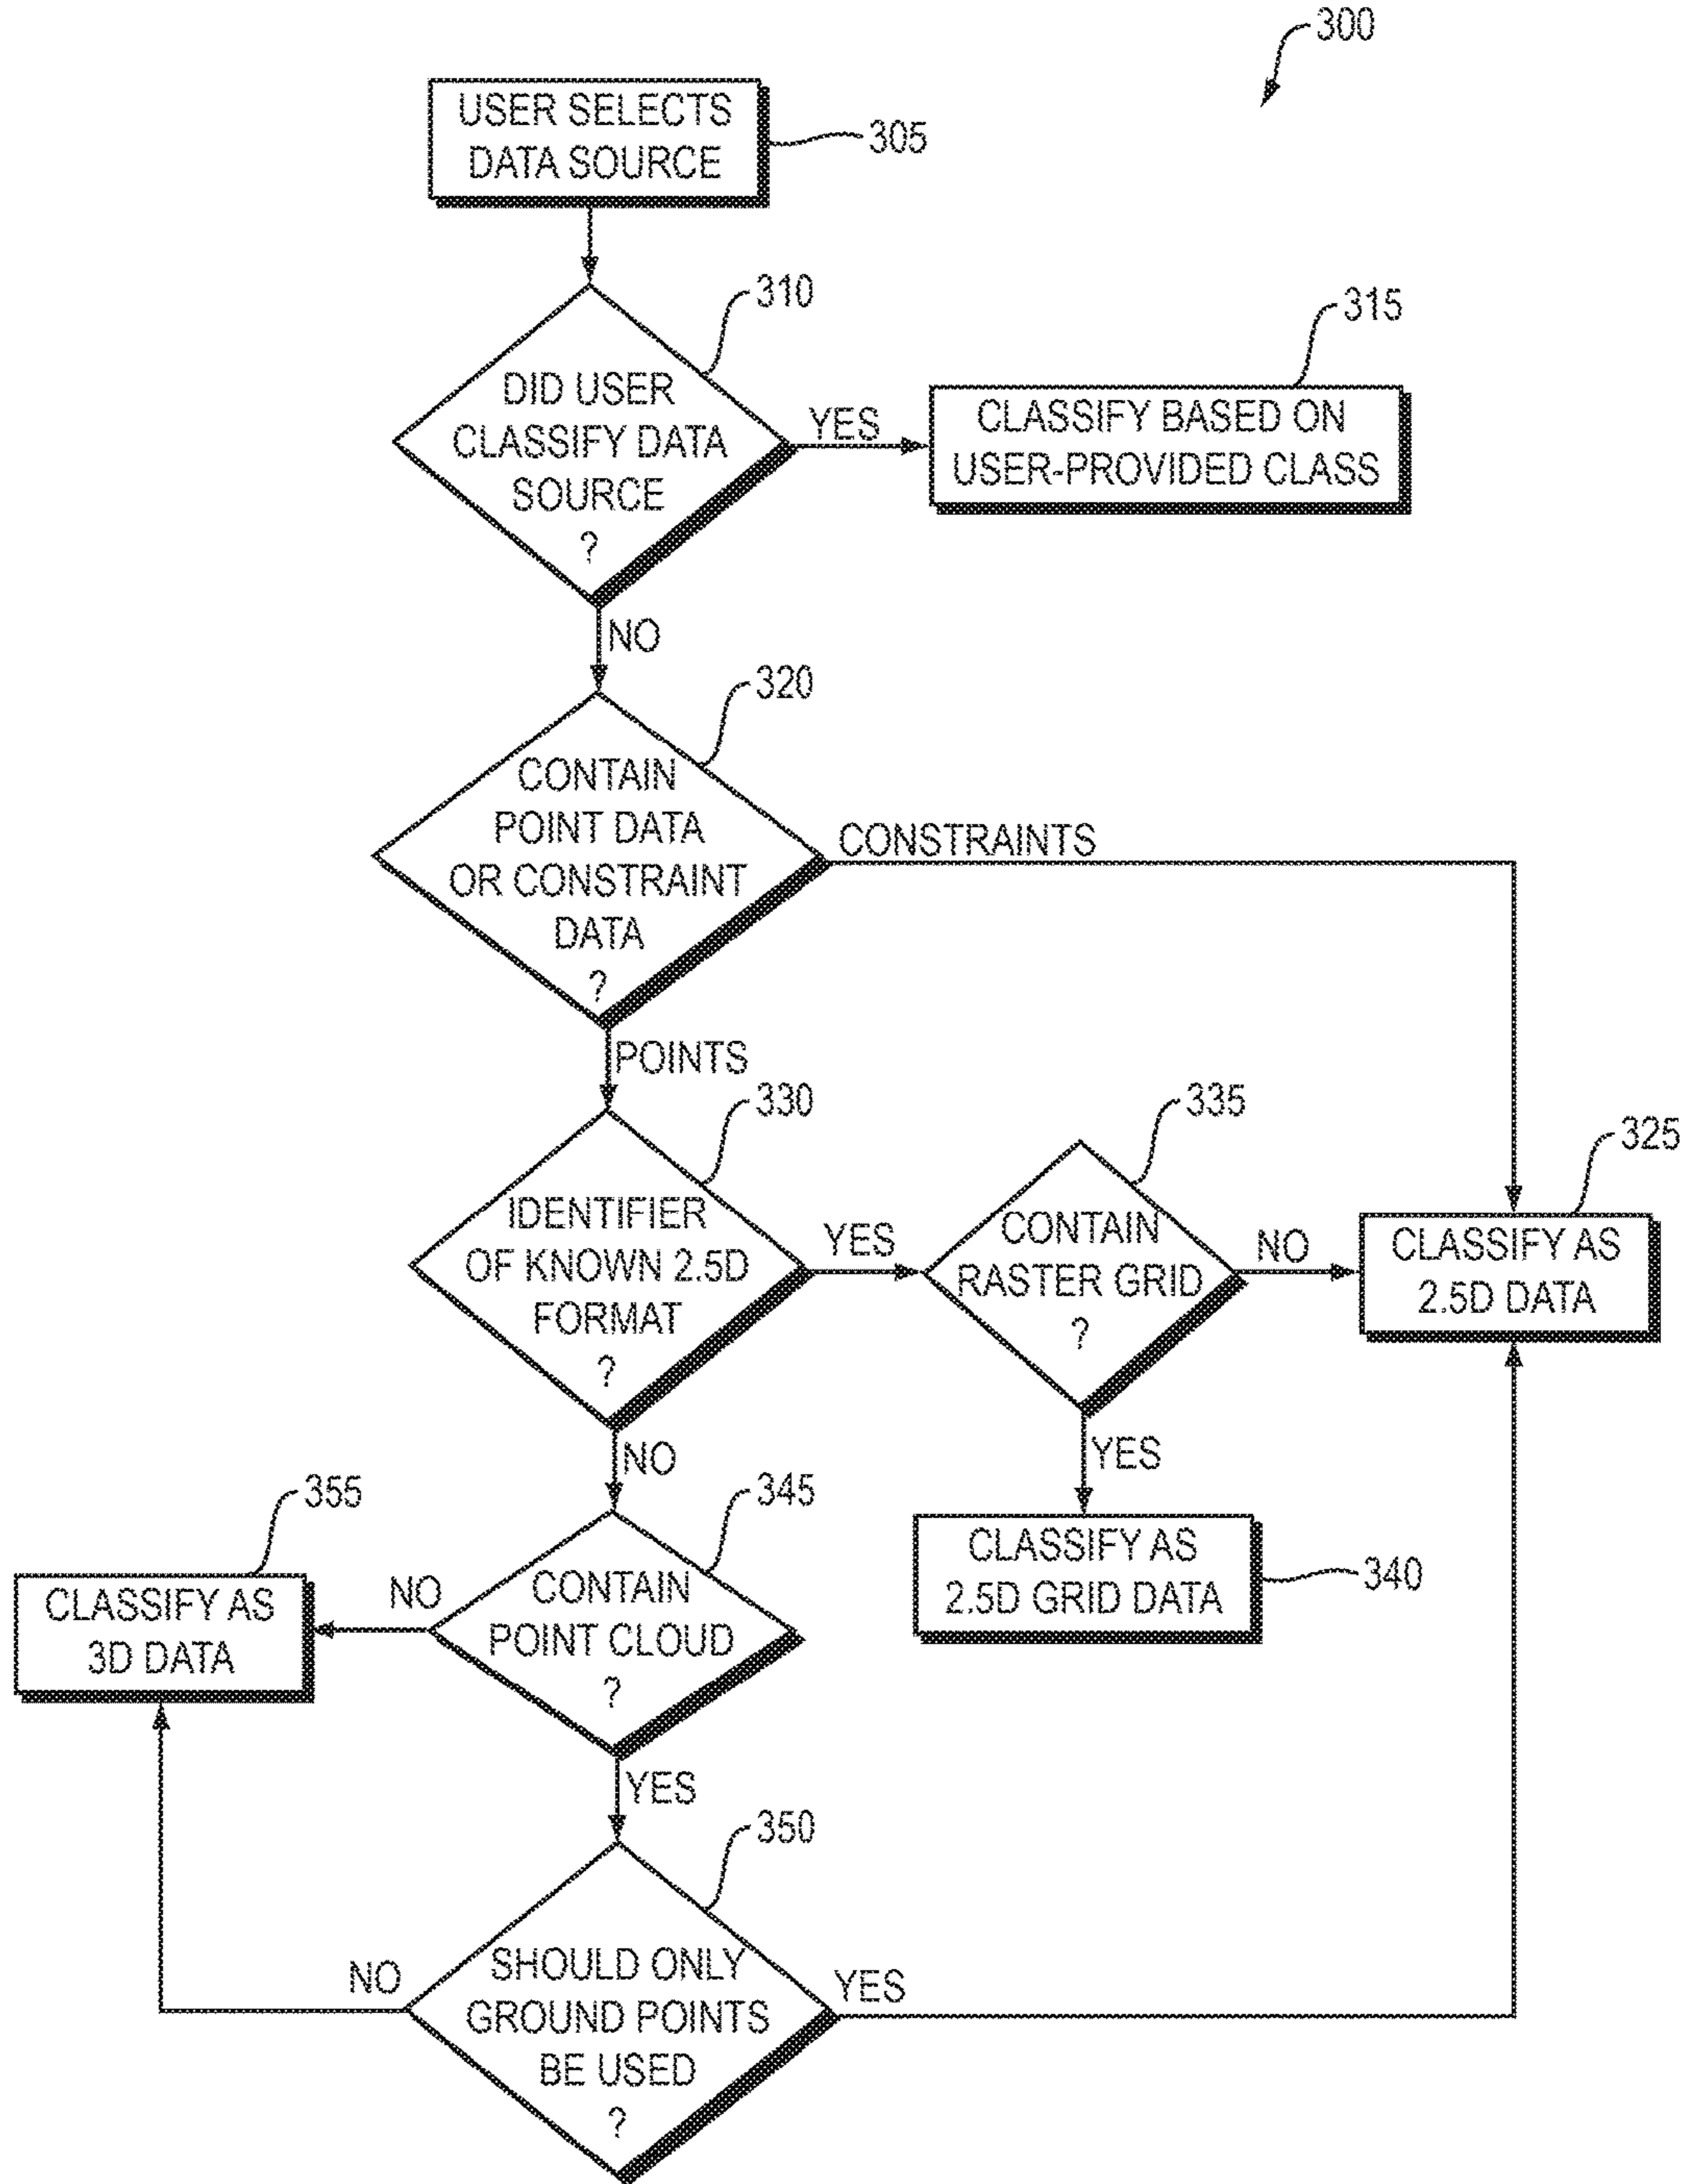 300
USER SELECTS
DATA SOURCE
305
310
DID USER
CLASSIFY DATA
SOURCE
?
YES
315
CLASSIFY BASED ON
USER-PROVIDED CLASS
NO
320
CONTAIN
POINT DATA
OR CONSTRAINT
DATA
?
CONSTRAINTS
POINTS
330
IDENTIFIER
OF KNOWN 2.5D
FORMAT
?
YES
335
CONTAIN
RASTER GRID
?
NO
325
CLASSIFY AS
2.5D DATA
YES
CLASSIFY AS
2.5D GRID DATA
340
NO
345
CONTAIN
POINT CLOUD
?
NO
355
CLASSIFY AS
3D DATA
YES
350
SHOULD ONLY
GROUND POINTS
BE USED
?
NO
YES